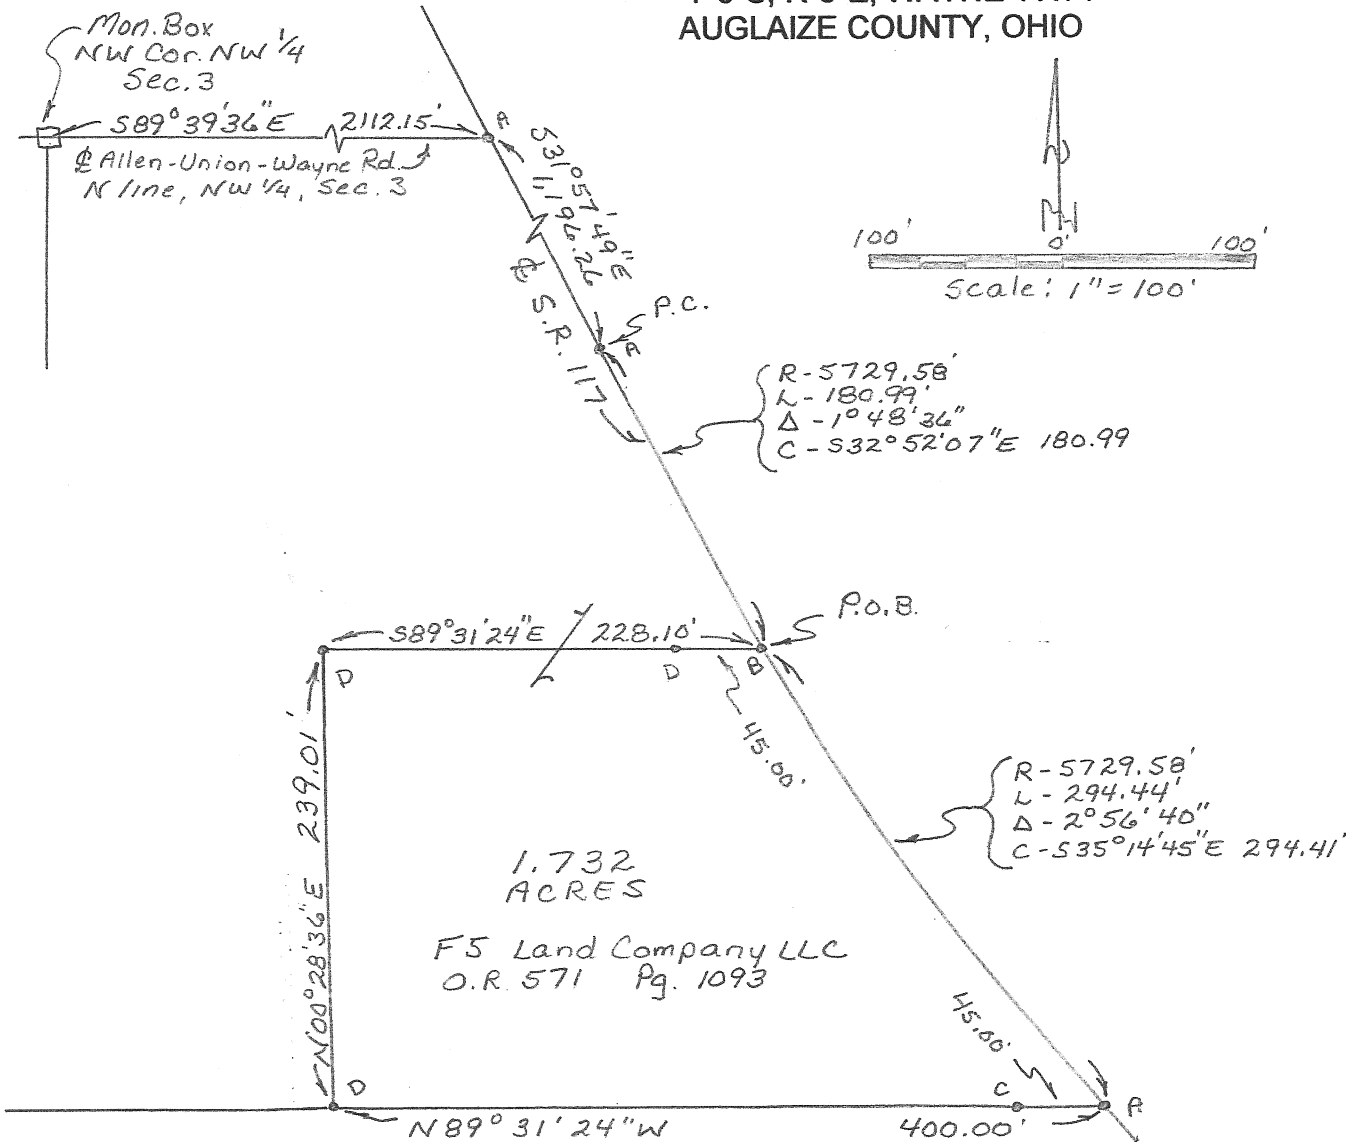 AUGLAIZE COUNTY, OHIO
Mon. Box
NW Cor. NW 1/4
Sec. 3
S89°39'36"E 2112.15'
℄ Allen-Union-Wayne Rd.
N line, NW 1/4, Sec. 3
A
S31°57'49"E
1,196.26
℄ S.R. 117
P.C.
A
N
100' 0' 100'
Scale: 1"=100'
R-5729.58'
L-180.99'
Δ-1°48'36"
C-S32°52'07"E 180.99
P.O.B.
S89°31'24"E 228.10'
D
D
B
45.00'
N00°28'36"E 239.01'
R-5729.58'
L-294.44'
Δ-2°56'40"
C-S35°14'45"E 294.41'
1.732
ACRES
F5 Land Company LLC
O.R. 571 Pg. 1093
45.00'
D
C
A
N89°31'24"W 400.00'